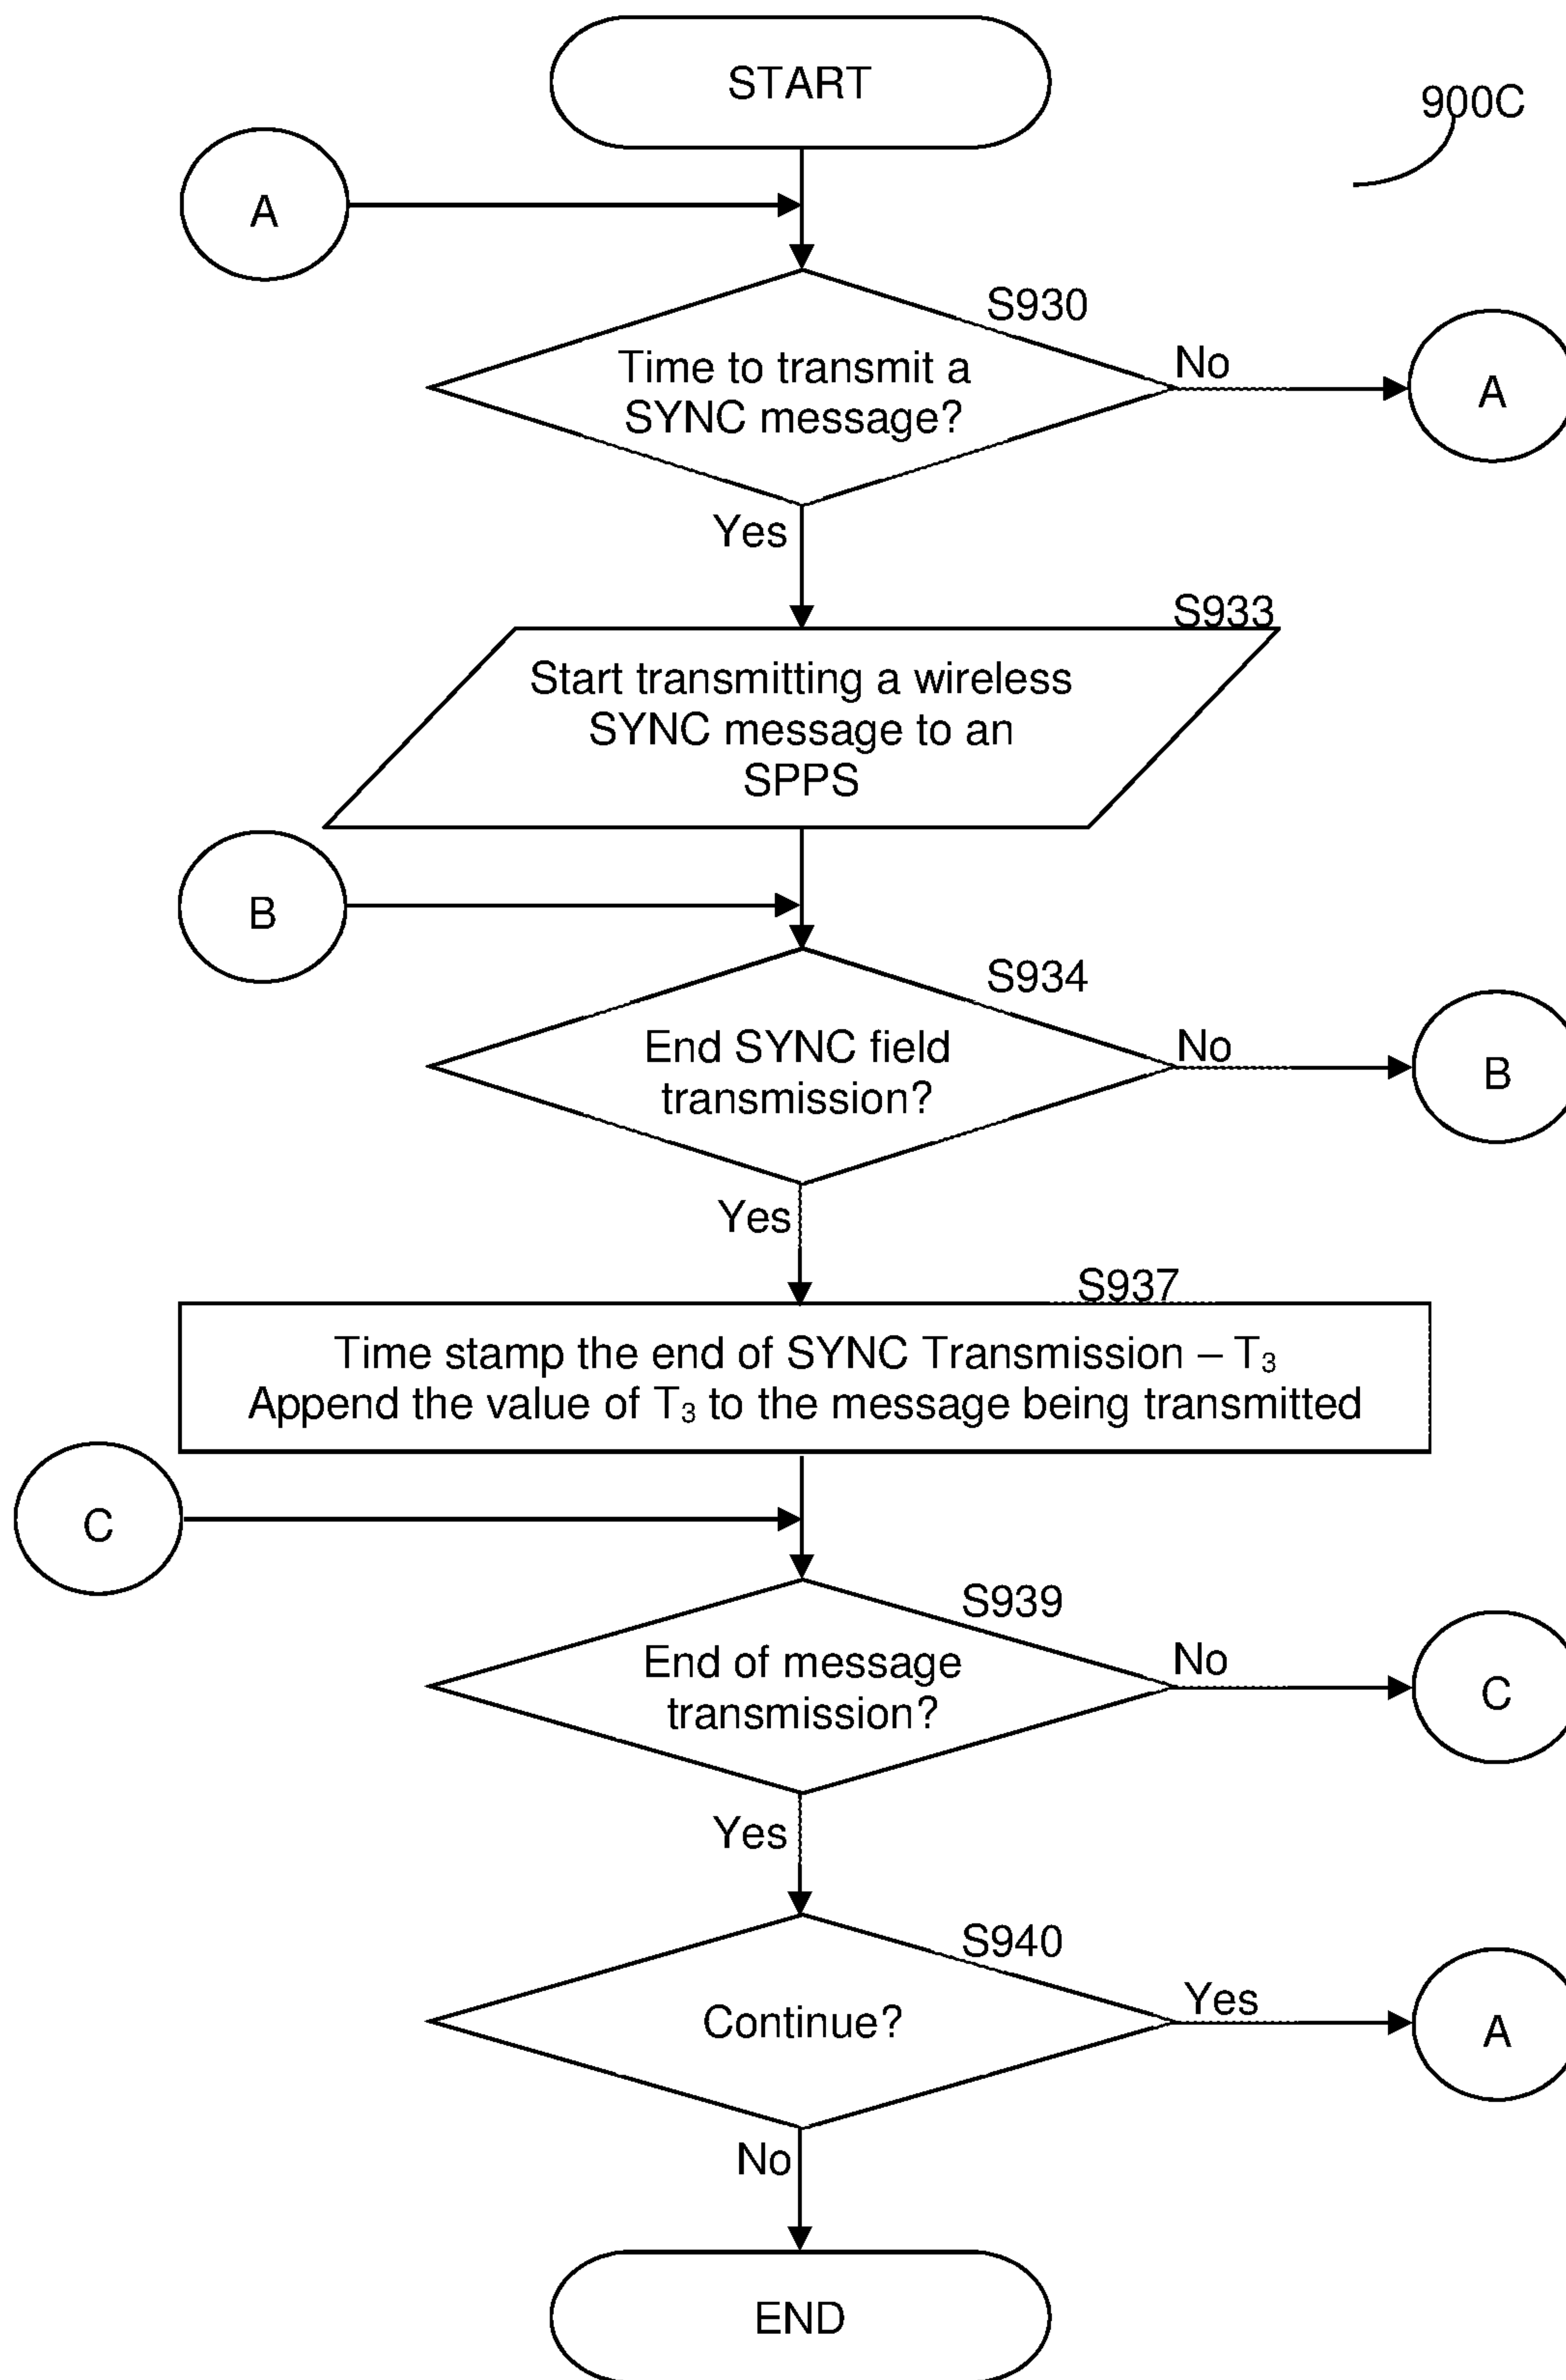 START
900C
A
S930
Time to transmit a
SYNC message?
No
A
Yes
S933
Start transmitting a wireless
SYNC message to an
SPPS
B
S934
End SYNC field
transmission?
No
B
Yes
S937
Time stamp the end of SYNC Transmission – T₃
Append the value of T₃ to the message being transmitted
C
S939
End of message
transmission?
No
C
Yes
S940
Continue?
Yes
A
No
END